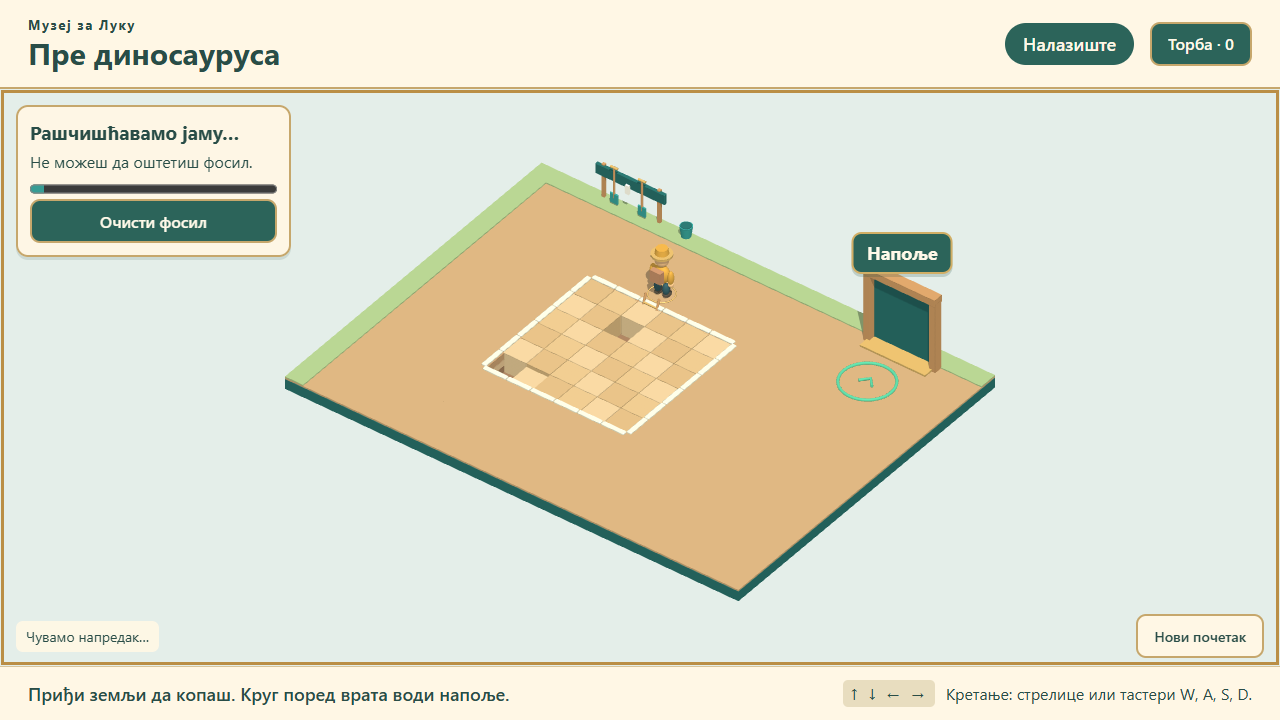 Музеј за Луку
Пре диносауруса
Налазиште
Торба · 0
Рашчишћавамо јаму...
Не можеш да оштетиш фосил.
Очисти фосил
Напоље
Чувамо напредак...
Нови почетак
Приђи земљи да копаш. Круг поред врата води напоље.
↑ ↓ ← → Кретање: стрелице или тастери W, A, S, D.